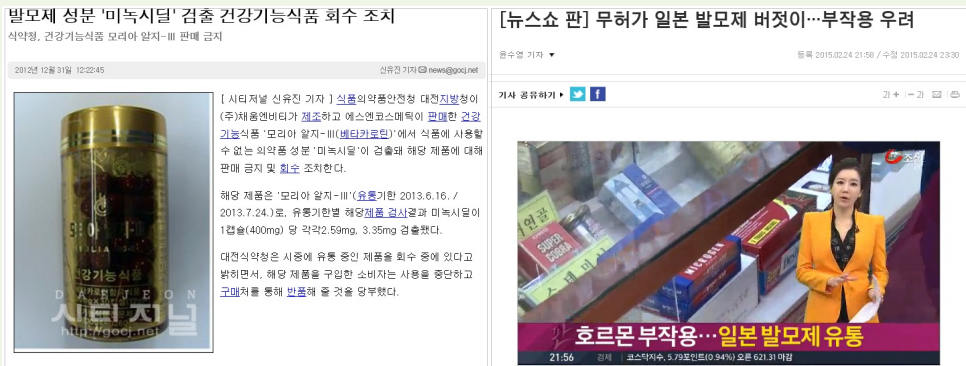 발모제 성분 '미녹시딜' 검출 건강기능식품 회수 조치
식약청, 건강기능식품 모리아 알지-Ⅲ 판매 금지
2012년 12월 31일 12:22:45
신유진 기자 news@gocj.net
[ 시티저널 신유진 기자 ] 식품의약품안전청 대전지방청이
(주)채움엔비티가 제조하고 에스엔코스메틱이 판매한 건강
기능식품 '모리아 알지-Ⅲ(베타카로틴)'에서 식품에 사용할
수 없는 의약품 성분 '미녹시딜'이 검출돼 해당 제품에 대해
판매 금지 및 회수 조치한다.
해당 제품은 '모리아 알지-Ⅲ'(유통기한 2013.6.16. /
2013.7.24.)로, 유통기한별 해당제품 검사결과 미녹시딜이
1캡슐(400mg) 당 각각2.59mg, 3.35mg 검출됐다.
대전식약청은 시중에 유통 중인 제품을 회수 중에 있다고
밝히면서, 해당 제품을 구입한 소비자는 사용을 중단하고
구매처를 통해 반품해 줄 것을 당부했다.
건강기능식품
DAEJEON
시티저널
http://gocj.net
[뉴스쇼 판] 무허가 일본 발모제 버젓이…부작용 우려
윤수영 기자 ▼
등록 2015.02.24 21:58 / 수정 2015.02.24 23:30
기사 공유하기
가 + 가
SUPER
COBRA
MICROGEN
호르몬 부작용…일본 발모제 유통
21:56 경제 코스닥지수, 5.79포인트(0.94%) 오른 621.31 마감